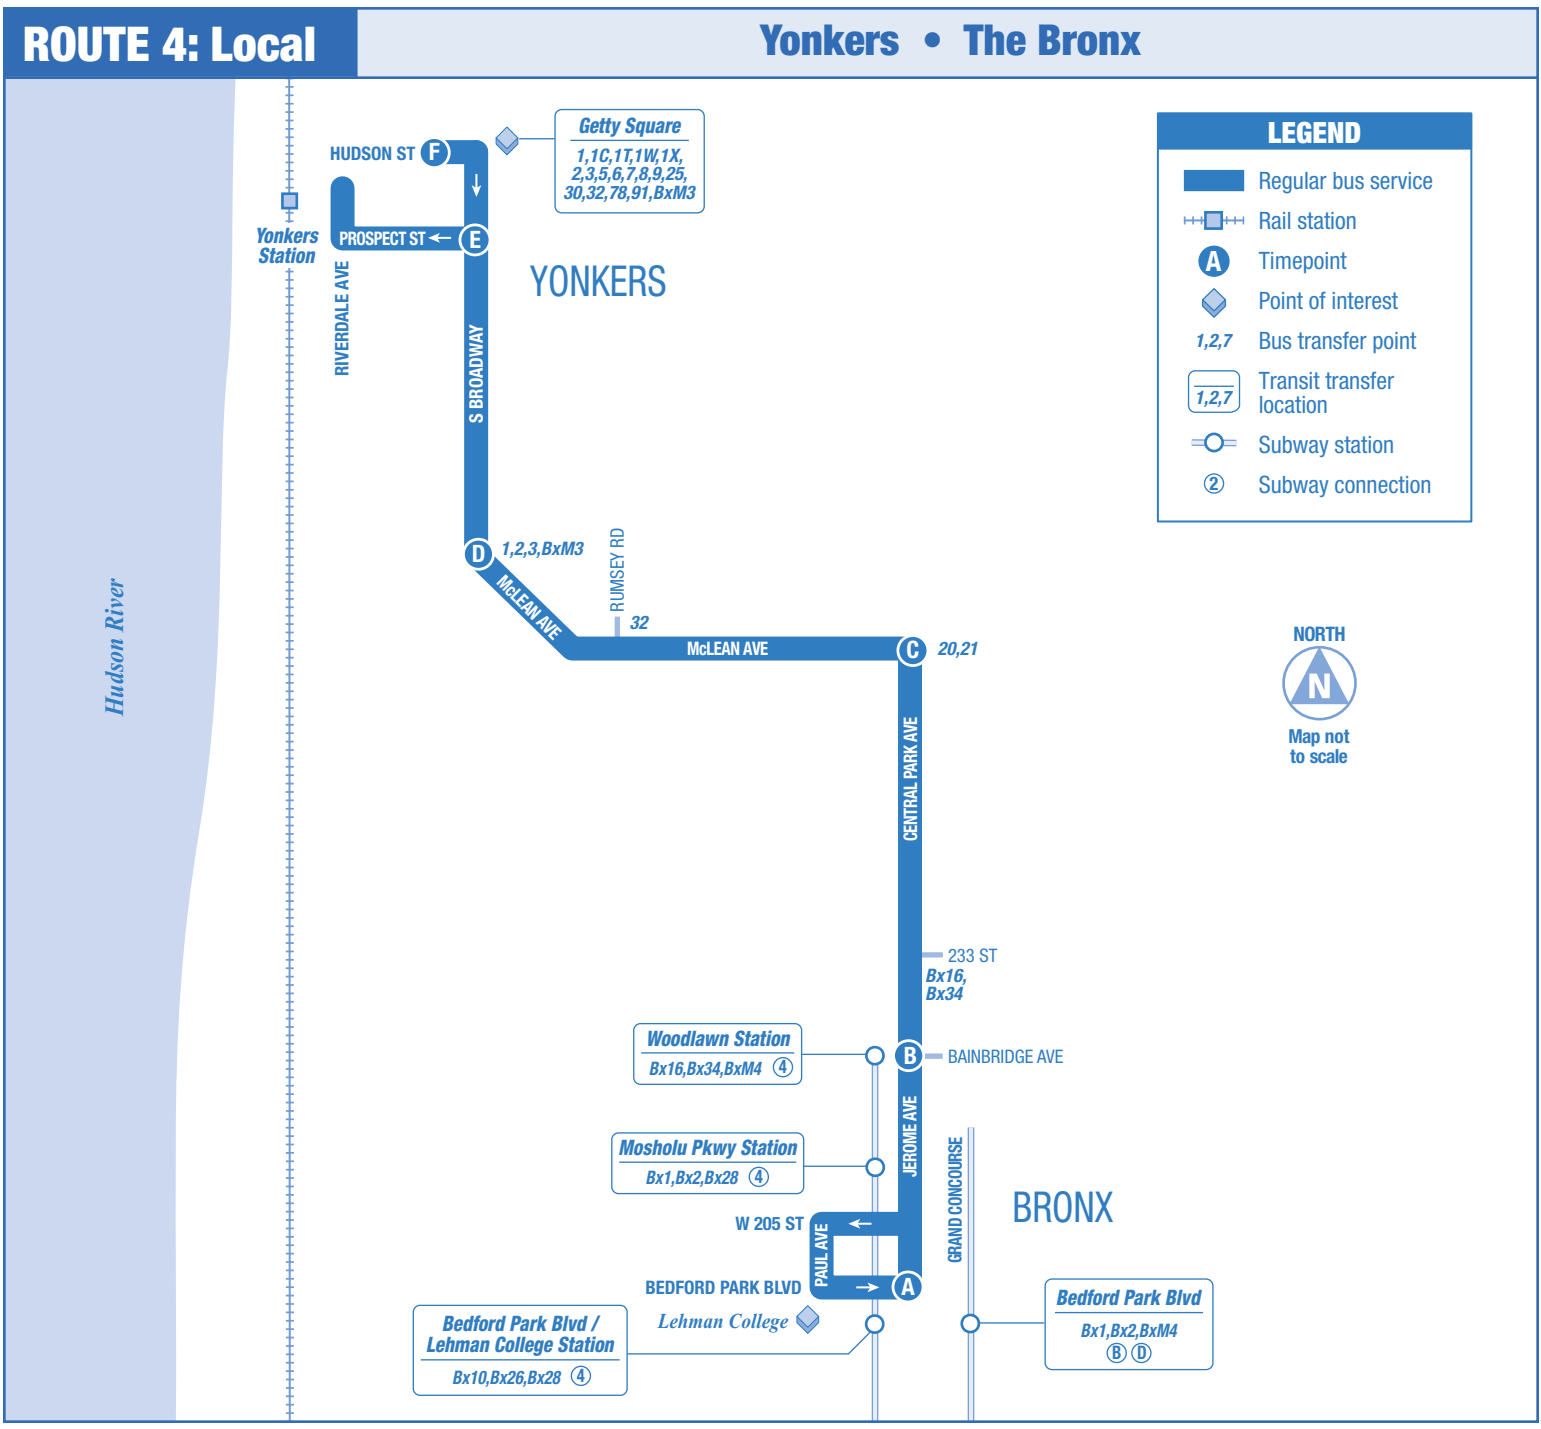 ROUTE 4: Local
Yonkers • The Bronx
HUDSON ST
F
Getty Square
1,1C,1T,1W,1X,
2,3,5,6,7,8,9,25,
30,32,78,91,BxM3
Yonkers
Station
PROSPECT ST
E
RIVERDALE AVE
YONKERS
S BROADWAY
D
1,2,3,BxM3
McLEAN AVE
RUMSEY RD
32
McLEAN AVE
C
20,21
CENTRAL PARK AVE
Hudson River
233 ST
Bx16,
Bx34
Woodlawn Station
Bx16,Bx34,BxM4 4
B
BAINBRIDGE AVE
JEROME AVE
Mosholu Pkwy Station
Bx1,Bx2,Bx28 4
GRAND CONCOURSE
BRONX
W 205 ST
PAUL AVE
BEDFORD PARK BLVD
A
Lehman College
Bedford Park Blvd /
Lehman College Station
Bx10,Bx26,Bx28 4
Bedford Park Blvd
Bx1,Bx2,BxM4
B D
LEGEND
Regular bus service
Rail station
A Timepoint
Point of interest
1,2,7 Bus transfer point
1,2,7 Transit transfer
location
Subway station
2 Subway connection
NORTH
N
Map not
to scale